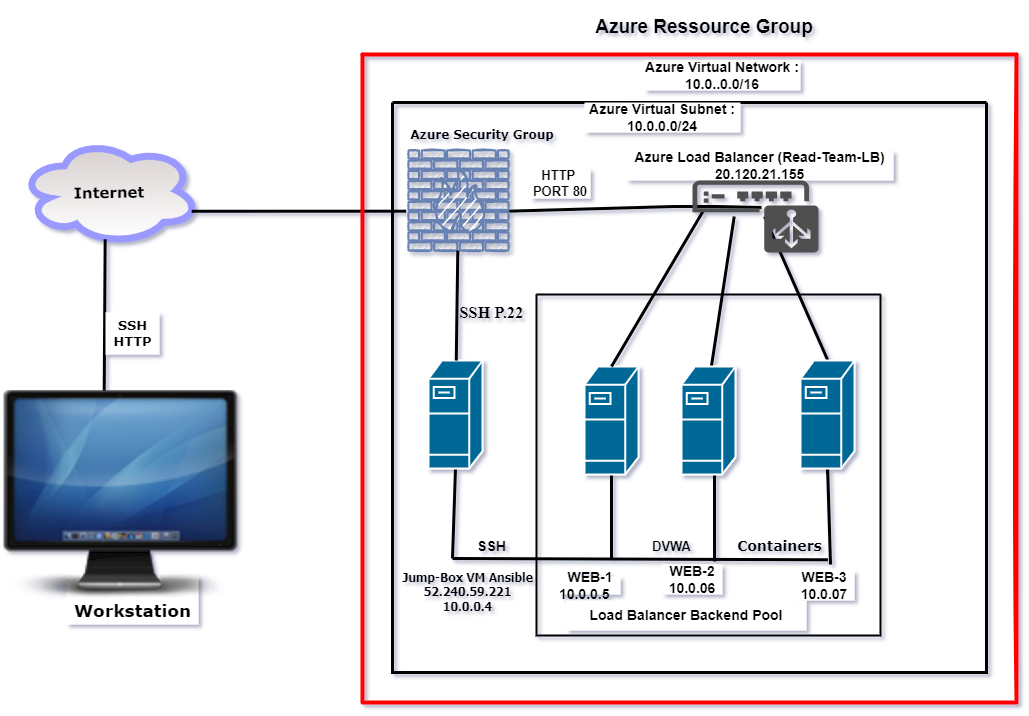 Azure Ressource Group
Azure Virtual Network :
10.0..0.0/16
Azure Virtual Subnet :
10.0.0.0/24
Azure Security Group
HTTP
PORT 80
Azure Load Balancer (Read-Team-LB)
20.120.21.155
Internet
SSH
HTTP
SSH P.22
Workstation
SSH
DVWA
Containers
Jump-Box VM Ansible
52.240.59.221
10.0.0.4
WEB-1
10.0.0.5
WEB-2
10.0.06
WEB-3
10.0.07
Load Balancer Backend Pool